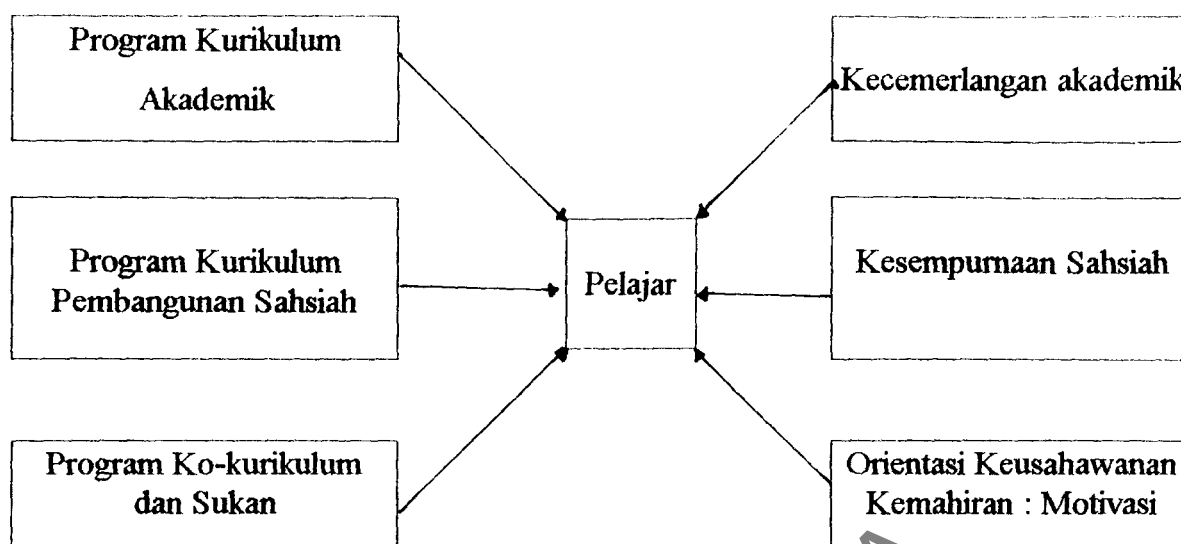 Program Kurikulum
Akademik
Kecemerlangan akademik
Program Kurikulum
Pembangunan Sahsiah
Pelajar
Kesempurnaan Sahsiah
Program Ko-kurikulum
dan Sukan
Orientasi Keusahawanan
Kemahiran : Motivasi